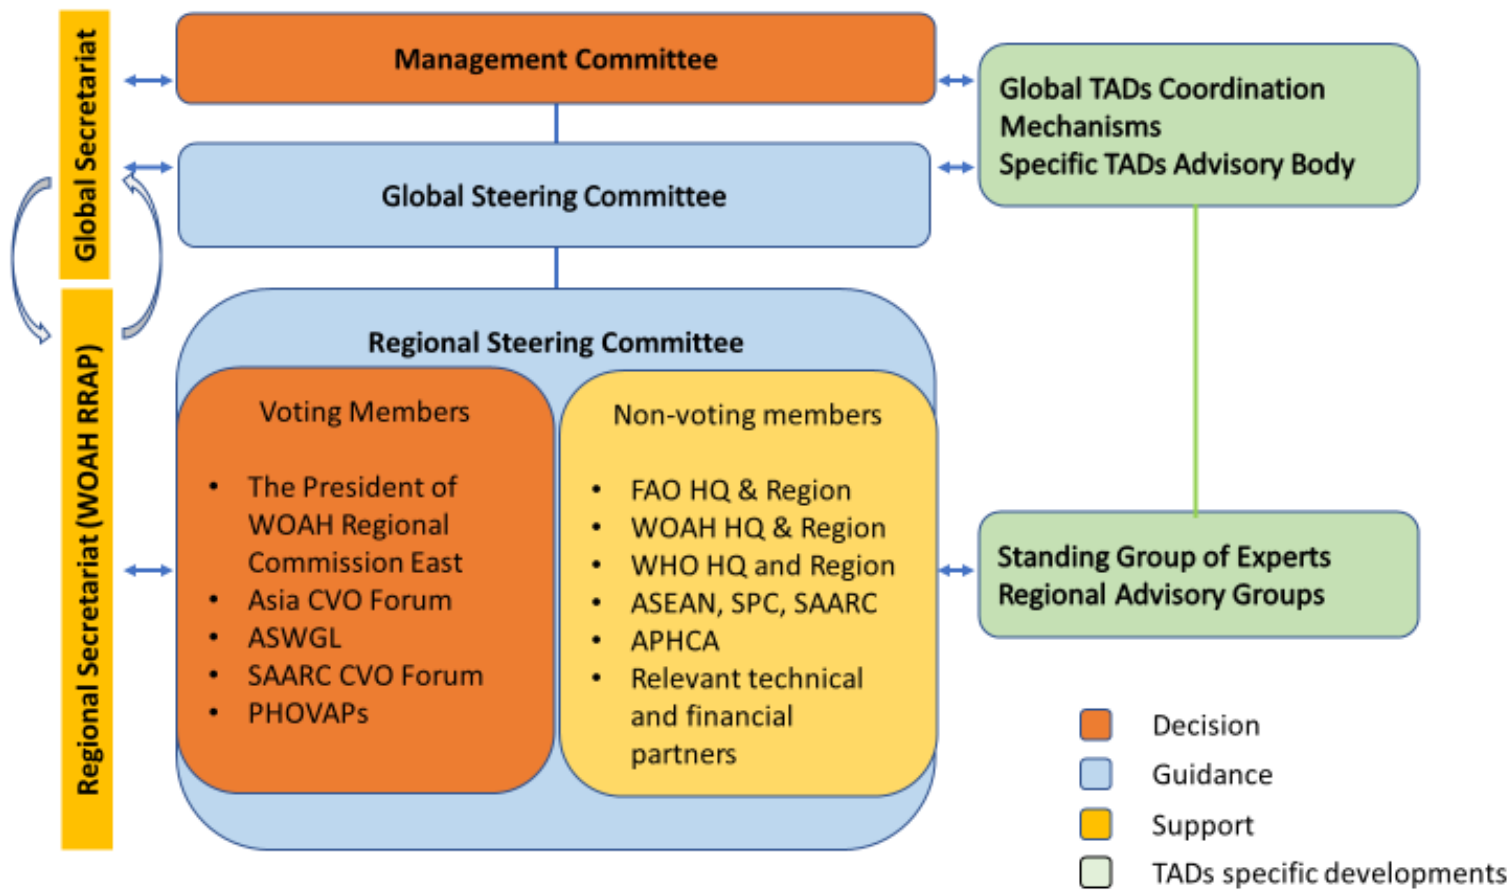 Management Committee
Global Secretariat
Global TADs Coordination
Mechanisms
Specific TADs Advisory Body
Global Steering Committee
Regional Secretariat (WOAH RRAP)
Regional Steering Committee
Voting Members
• The President of
WOAH Regional
Commission East
• Asia CVO Forum
• ASWGL
• SAARC CVO Forum
• PHOVAPs
Non-voting members
• FAO HQ & Region
• WOAH HQ & Region
• WHO HQ and Region
• ASEAN, SPC, SAARC
• APHCA
• Relevant technical
and financial
partners
Standing Group of Experts
Regional Advisory Groups
Decision
Guidance
Support
TADs specific developments